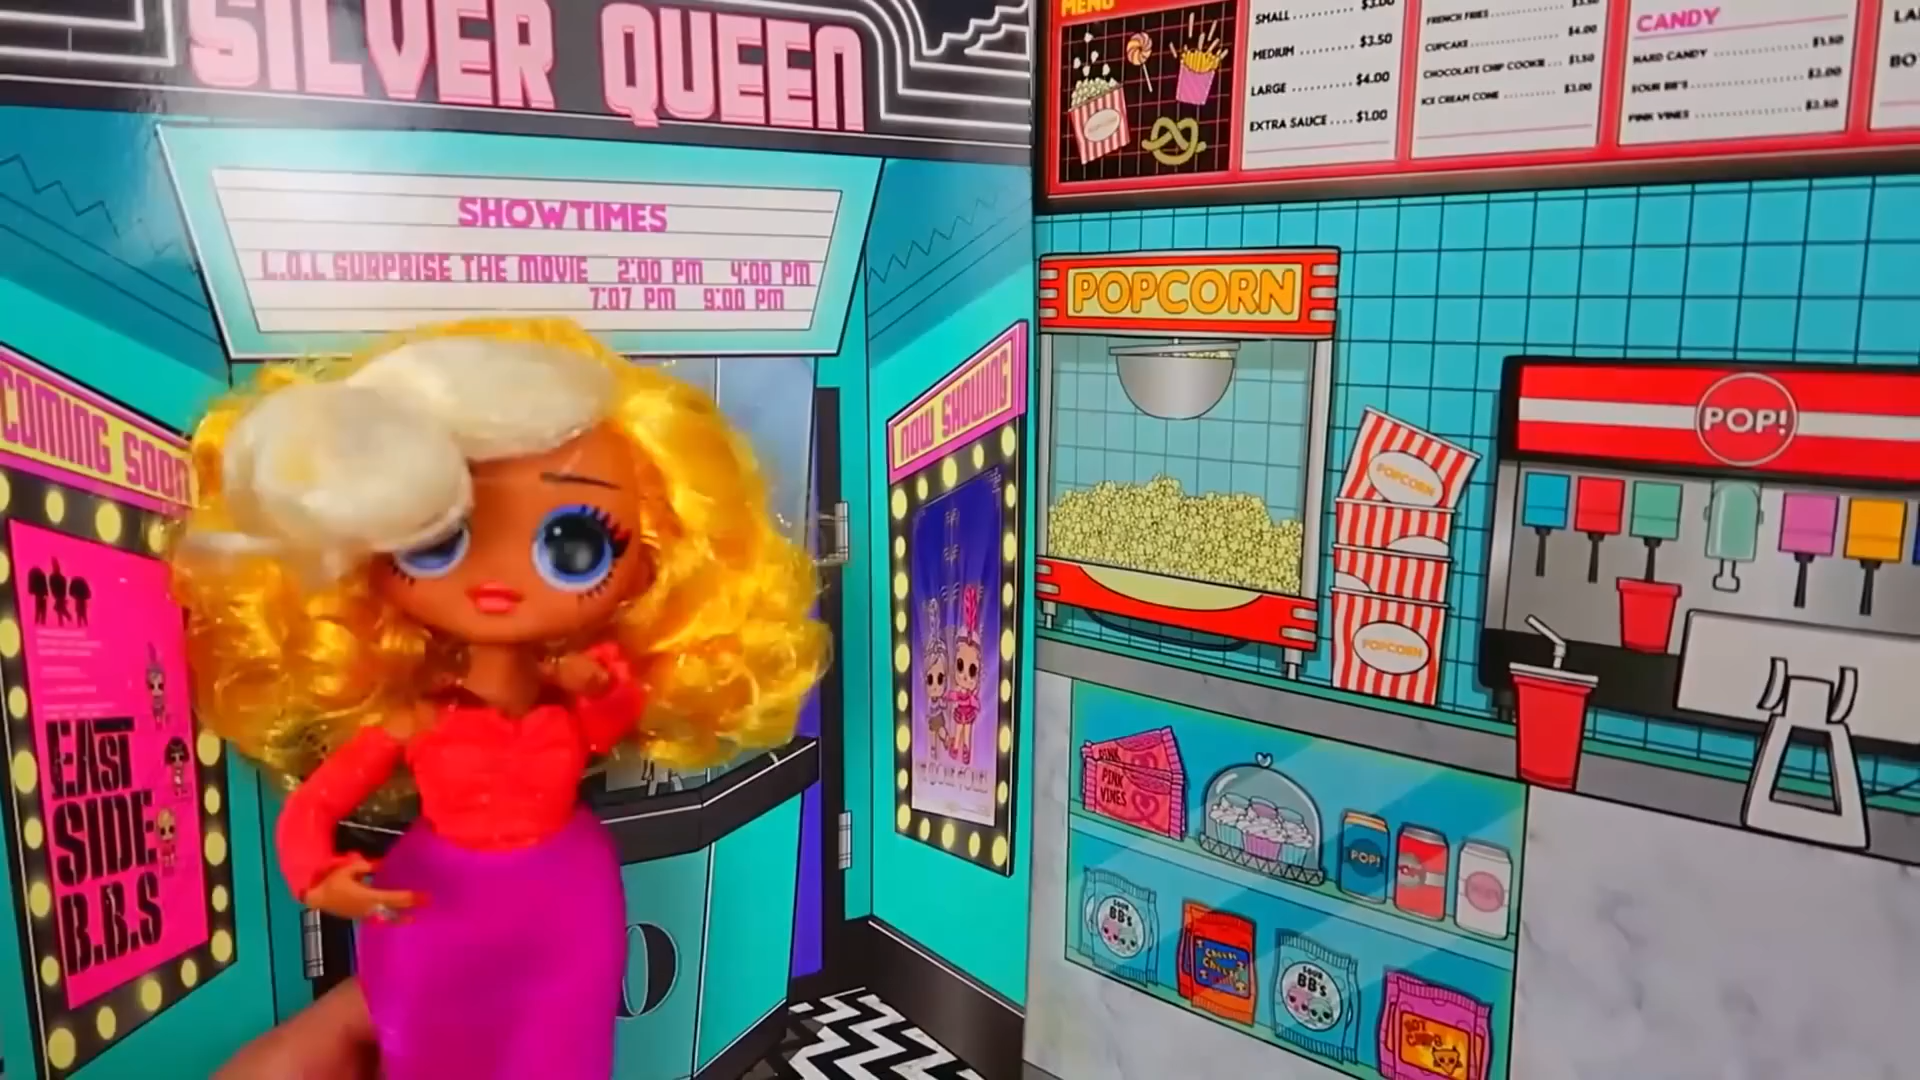 SILVER QUEEN
SHOWTIMES
L.O.L SURPRISE THE MOVIE 2:00 PM 4:00 PM
7:07 PM 9:00 PM
COMING SOON
EAST
SIDE
B.B.S
NOW SHOWING
MENU
SMALL ........... $3.00
MEDIUM ........ $3.50
LARGE .......... $4.00
EXTRA SAUCE .... $1.00
FRENCH FRIES
CUPCAKE $4.00
CHOCOLATE CHIP COOKIE ... $1.50
ICE CREAM CONE .......... $3.00
CANDY
HARD CANDY $1.50
SOUR BB'S
PINK VINES
POPCORN
POPCORN
POPCORN
POP!
PINK
PINK
VINES
POP!
SOUR
BB's
SOUR
BB's
HOT